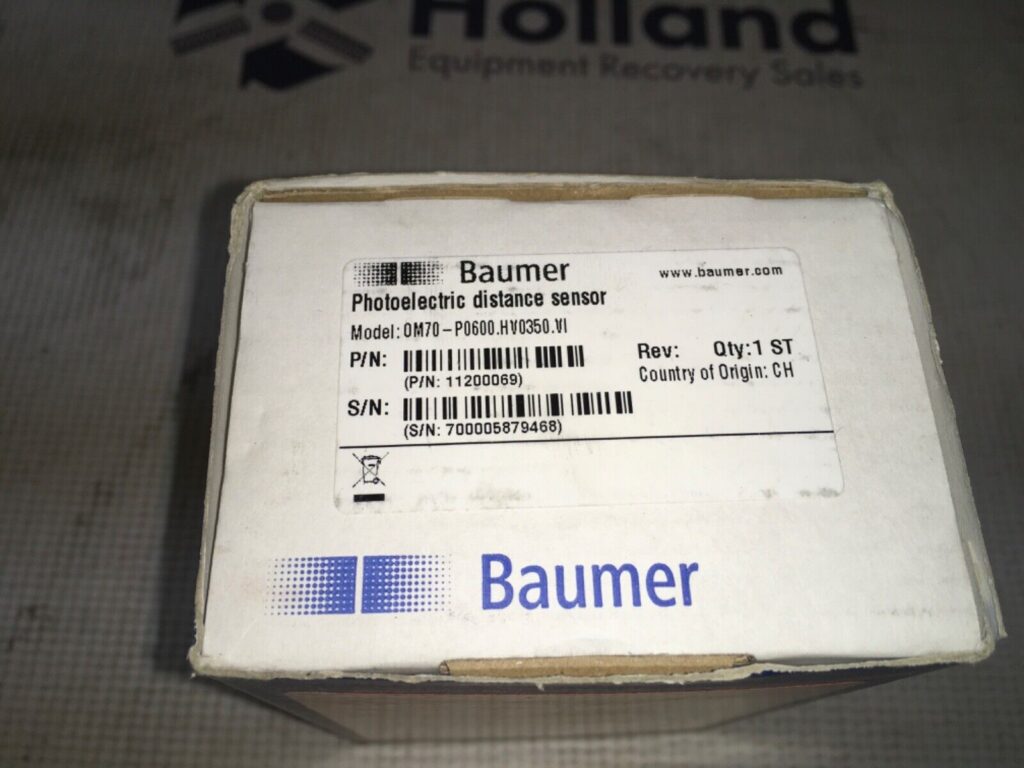 Holland
Equipment Recovery Sales
Baumer
www.baumer.com
Photoelectric distance sensor
Model: OM70-P0600.HV0350.VI
P/N:
(P/N: 11200069)
Rev: Qty:1 ST
Country of Origin: CH
S/N:
(S/N: 700005879468)
Baumer